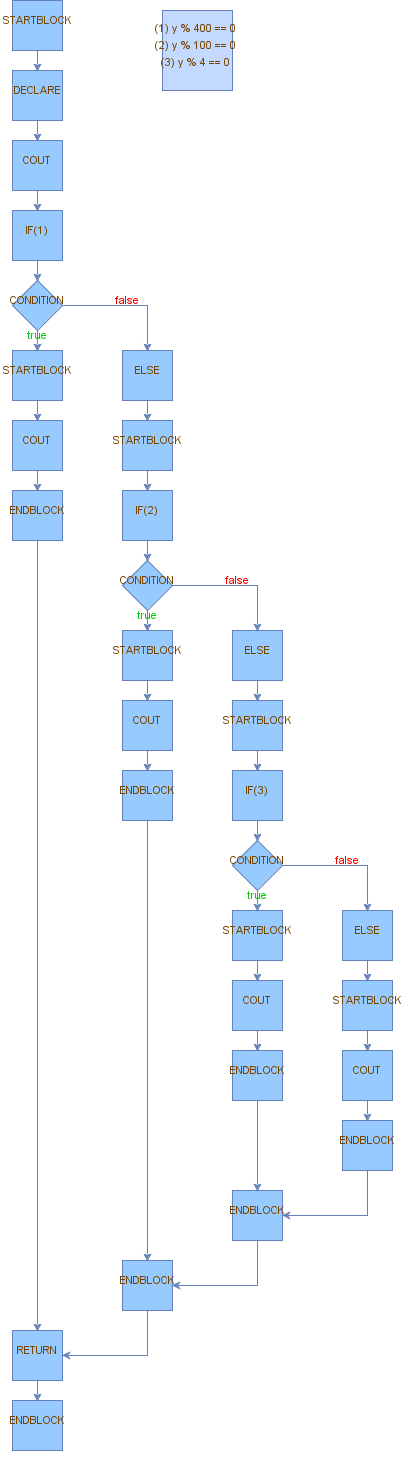 STARTBLOCK
(1) y % 400 == 0
(2) y % 100 == 0
(3) y % 4 == 0
DECLARE
COUT
IF(1)
CONDITION
false
true
STARTBLOCK
ELSE
COUT
STARTBLOCK
ENDBLOCK
IF(2)
CONDITION
false
true
STARTBLOCK
ELSE
COUT
STARTBLOCK
ENDBLOCK
IF(3)
CONDITION
false
true
STARTBLOCK
ELSE
COUT
STARTBLOCK
ENDBLOCK
COUT
ENDBLOCK
ENDBLOCK
ENDBLOCK
RETURN
ENDBLOCK